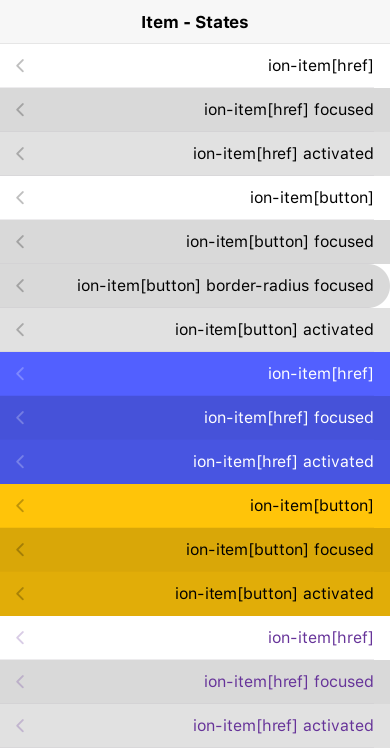 Item - States
ion-item[href]
ion-item[href] focused
ion-item[href] activated
ion-item[button]
ion-item[button] focused
ion-item[button] border-radius focused
ion-item[button] activated
ion-item[href]
ion-item[href] focused
ion-item[href] activated
ion-item[button]
ion-item[button] focused
ion-item[button] activated
ion-item[href]
ion-item[href] focused
ion-item[href] activated